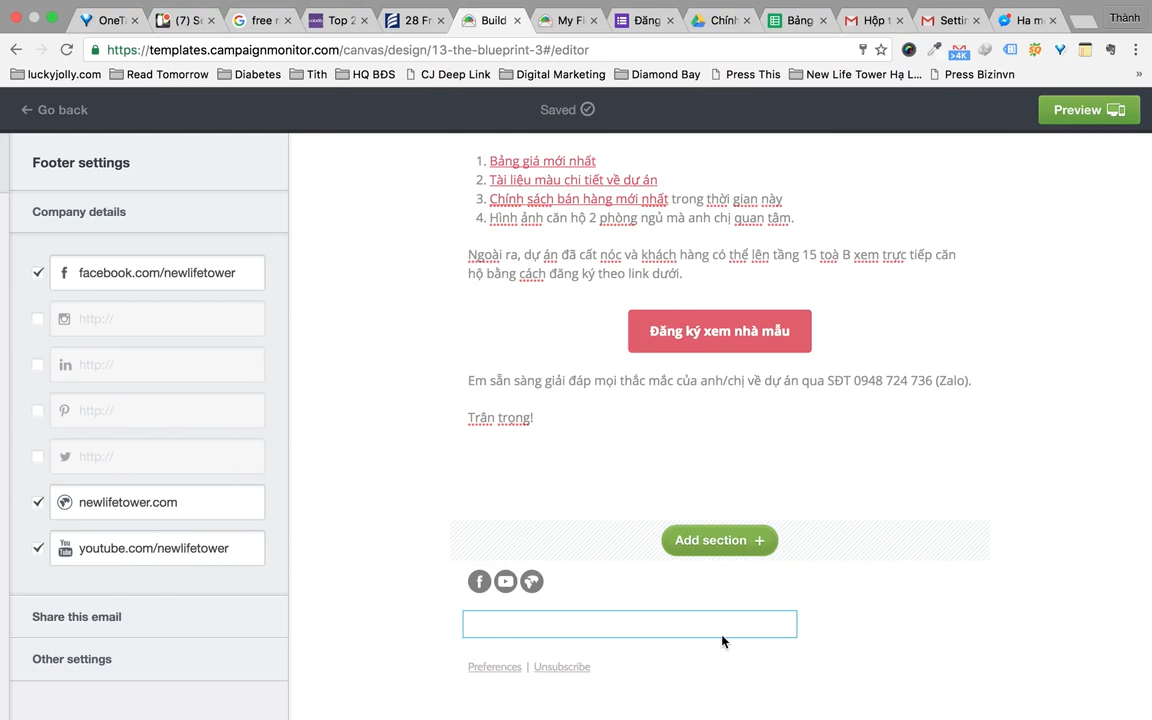 OneTa
(7) Se
free r
Top 2
28 Fr
Build
My Fi
Đăng
Chính
Bảng
Hộp t
Settin
Ha m
Thành
https://templates.campaignmonitor.com/canvas/design/13-the-blueprint-3#/editor
>4K
luckyjolly.com Read Tomorrow Diabetes Tith HQ BĐS CJ Deep Link Digital Marketing Diamond Bay Press This New Life Tower Hạ L... Press Bizinvn »
← Go back
Saved
Preview
Footer settings
Company details
facebook.com/newlifetower
http://
http://
http://
http://
newlifetower.com
youtube.com/newlifetower
Share this email
Other settings
1. Bảng giá mới nhất
2. Tài liệu màu chi tiết về dự án
3. Chính sách bán hàng mới nhất trong thời gian này
4. Hình ảnh căn hộ 2 phòng ngủ mà anh chị quan tâm.
Ngoài ra, dự án đã cất nóc và khách hàng có thể lên tầng 15 toà B xem trực tiếp căn
hộ bằng cách đăng ký theo link dưới.
Đăng ký xem nhà mẫu
Em sẵn sàng giải đáp mọi thắc mắc của anh/chị về dự án qua SĐT 0948 724 736 (Zalo).
Trân trọng!
Add section +
Preferences | Unsubscribe